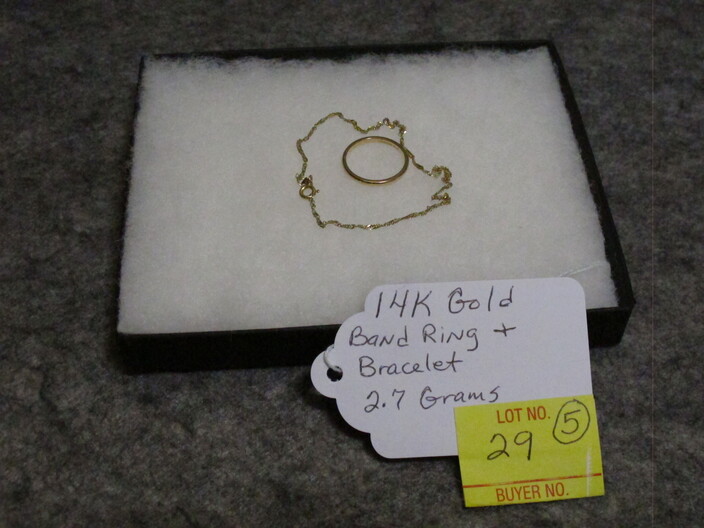 14K Gold
Band Ring +
Bracelet
2.7 Grams
LOT NO. 5
29
BUYER NO.